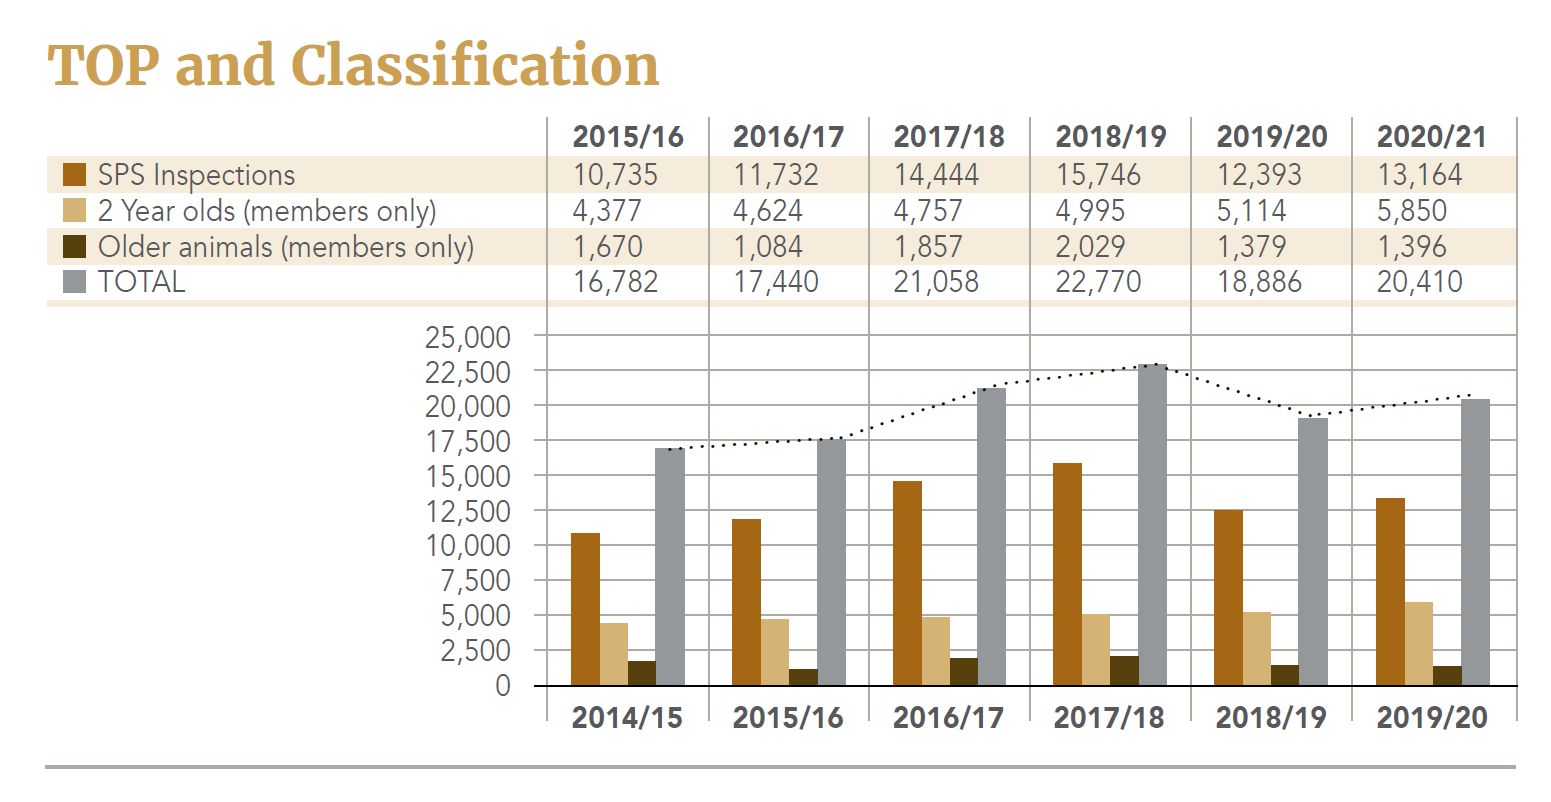 TOP and Classification
2015/16 2016/17 2017/18 2018/19 2019/20 2020/21
SPS Inspections 10,735 11,732 14,444 15,746 12,393 13,164
2 Year olds (members only) 4,377 4,624 4,757 4,995 5,114 5,850
Older animals (members only) 1,670 1,084 1,857 2,029 1,379 1,396
TOTAL 16,782 17,440 21,058 22,770 18,886 20,410
25,000
22,500
20,000
17,500
15,000
12,500
10,000
7,500
5,000
2,500
0
2014/15 2015/16 2016/17 2017/18 2018/19 2019/20